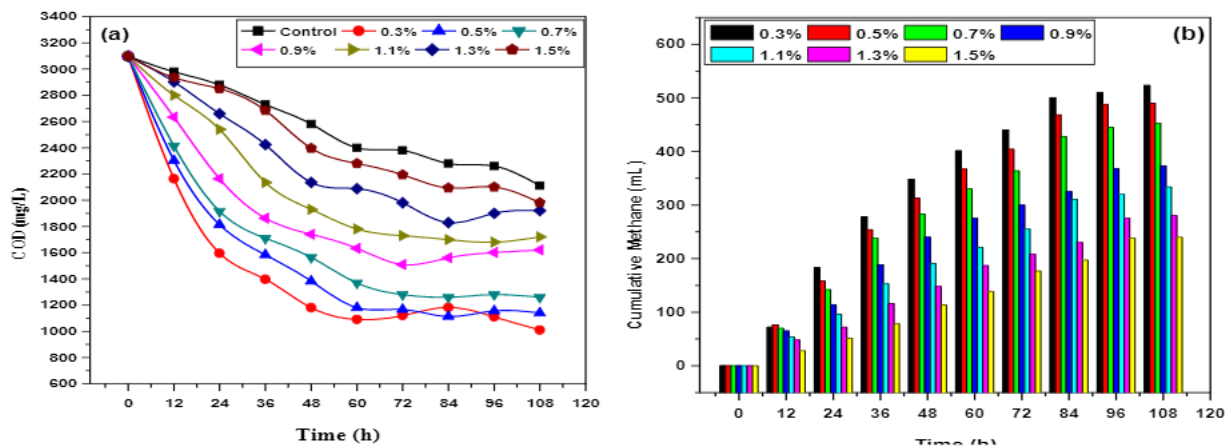 (a)
Control 0.3% 0.5% 0.7%
0.9% 1.1% 1.3% 1.5%
3400
3200
3000
2800
2600
2400
2200
2000
1800
1600
1400
1200
1000
800
600
COD (mg/L)
0 12 24 36 48 60 72 84 96 108 120
Time (h)
(b)
0.3% 0.5% 0.7% 0.9%
1.1% 1.3% 1.5%
600
500
400
300
200
100
0
Cumulative Methane (mL)
0 12 24 36 48 60 72 84 96 108 120
Time (h)